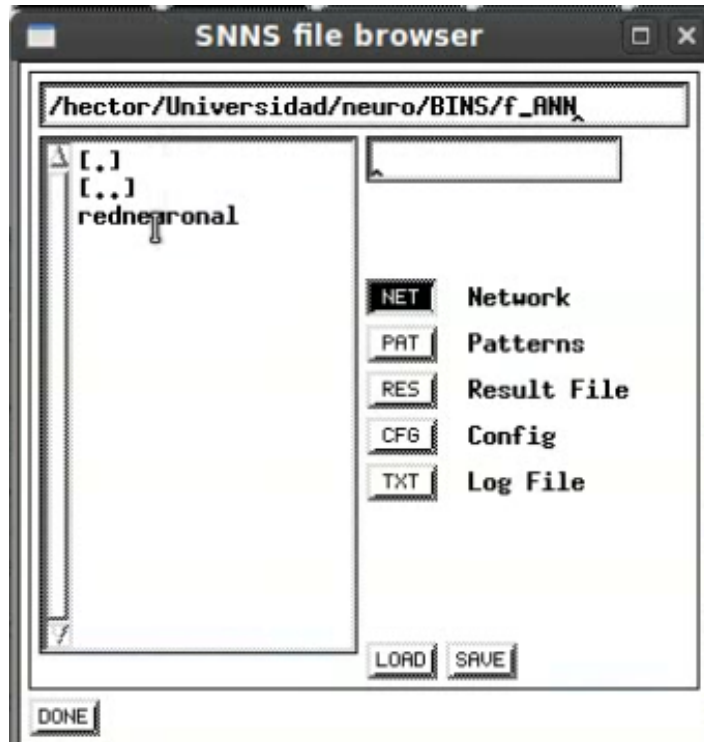 SNNS file browser
/hector/Universidad/neuro/BINS/f_ANN
[.]
[..]
redneuronal
NET Network
PAT Patterns
RES Result File
CFG Config
TXT Log File
LOAD SAVE
DONE